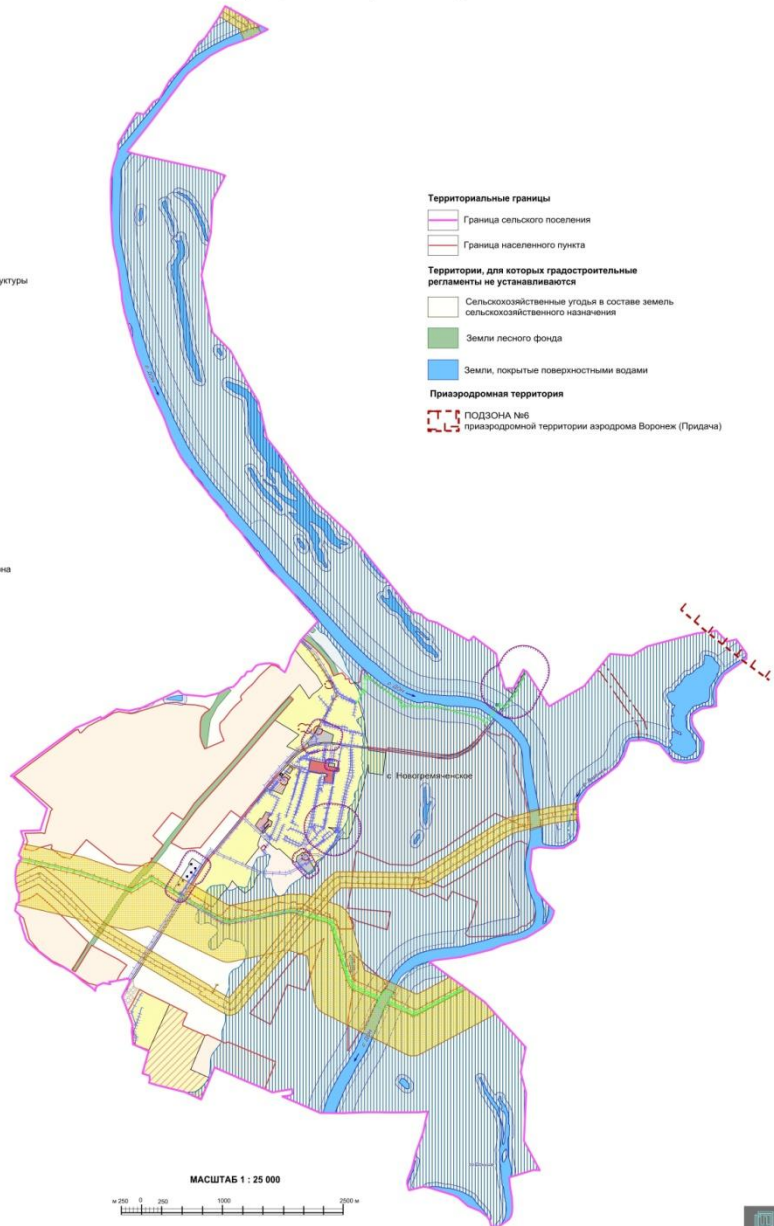 Территориальные границы
Граница сельского поселения
Граница населенного пункта
Территории, для которых градостроительные
регламенты не устанавливаются
уктуры
Сельскохозяйственные угодья в составе земель
сельскохозяйственного назначения
Земли лесного фонда
Земли, покрытые поверхностными водами
Приаэродромная территория
ПОДЗОНА №6
приаэродромной территории аэродрома Воронеж (Придача)
на
с. Новогремяченское
МАСШТАБ 1 : 25 000
м 250 0 250 1000 2500 м